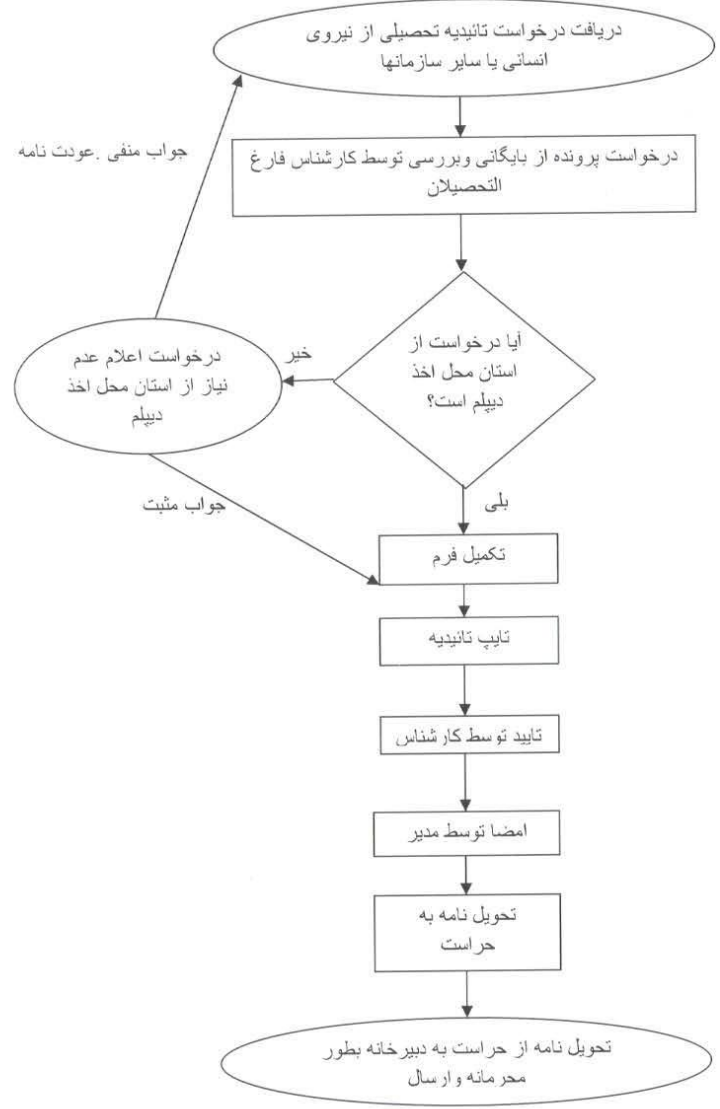 دریافت درخواست تائیدیه تحصیلی از نیروی
انسانی یا سایر سازمانها
جواب منفی .عودت نامه
درخواست پرونده از بایگانی وبررسی توسط کارشناس فارغ
التحصیلان
آیا درخواست از
استان محل اخذ
دیپلم است؟
خیر
درخواست اعلام عدم
نیاز از استان محل اخذ
دیپلم
بلی
جواب مثبت
تکمیل فرم
تایپ تائیدیه
تایید توسط کارشناس
امضا توسط مدیر
تحویل نامه به
حراست
تحویل نامه از حراست به دبیرخانه بطور
محرمانه وارسال